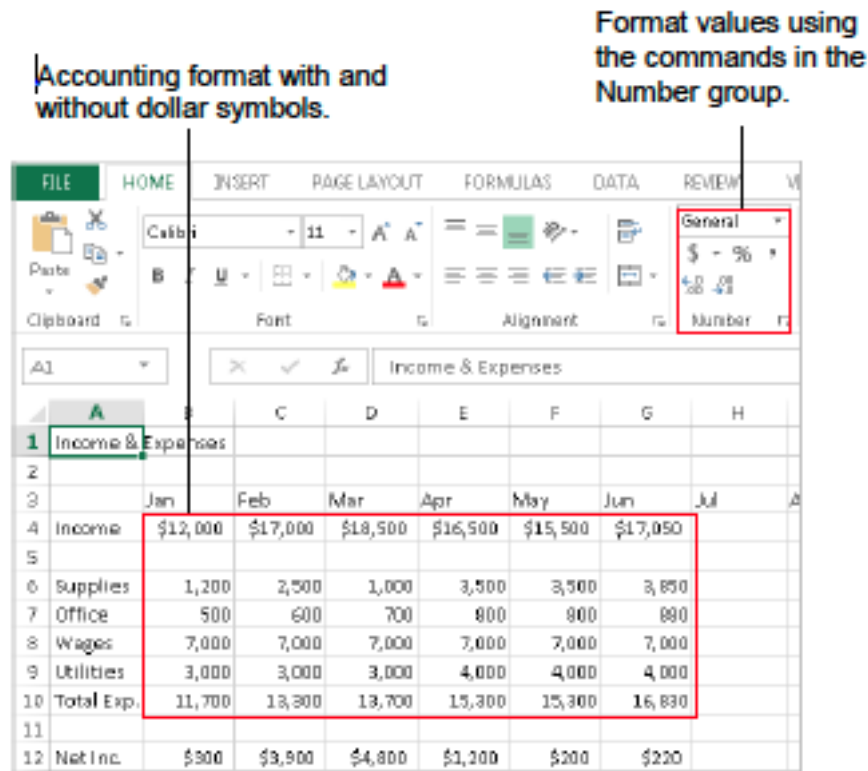 Format values using
the commands in the
Number group.
Accounting format with and
without dollar symbols.
FILE HOME INSERT PAGE LAYOUT FORMULAS DATA REVIEW VI
Calibri 11 A A
Paste B I U A $ % ,
General
Clipboard Font Alignment Number
A1 fx Income & Expenses
A B C D E F G H
1 Income & Expenses
2
3 Jan Feb Mar Apr May Jun Jul A
4 Income $12,000 $17,000 $18,500 $16,500 $15,500 $17,050
5
6 Supplies 1,200 2,500 1,000 3,500 3,500 3,850
7 Office 500 600 700 800 800 880
8 Wages 7,000 7,000 7,000 7,000 7,000 7,000
9 Utilities 3,000 3,000 3,000 4,000 4,000 4,000
10 Total Exp. 11,700 13,300 13,700 15,300 15,300 16,830
11
12 Net Inc. $300 $3,900 $4,800 $1,200 $200 $220